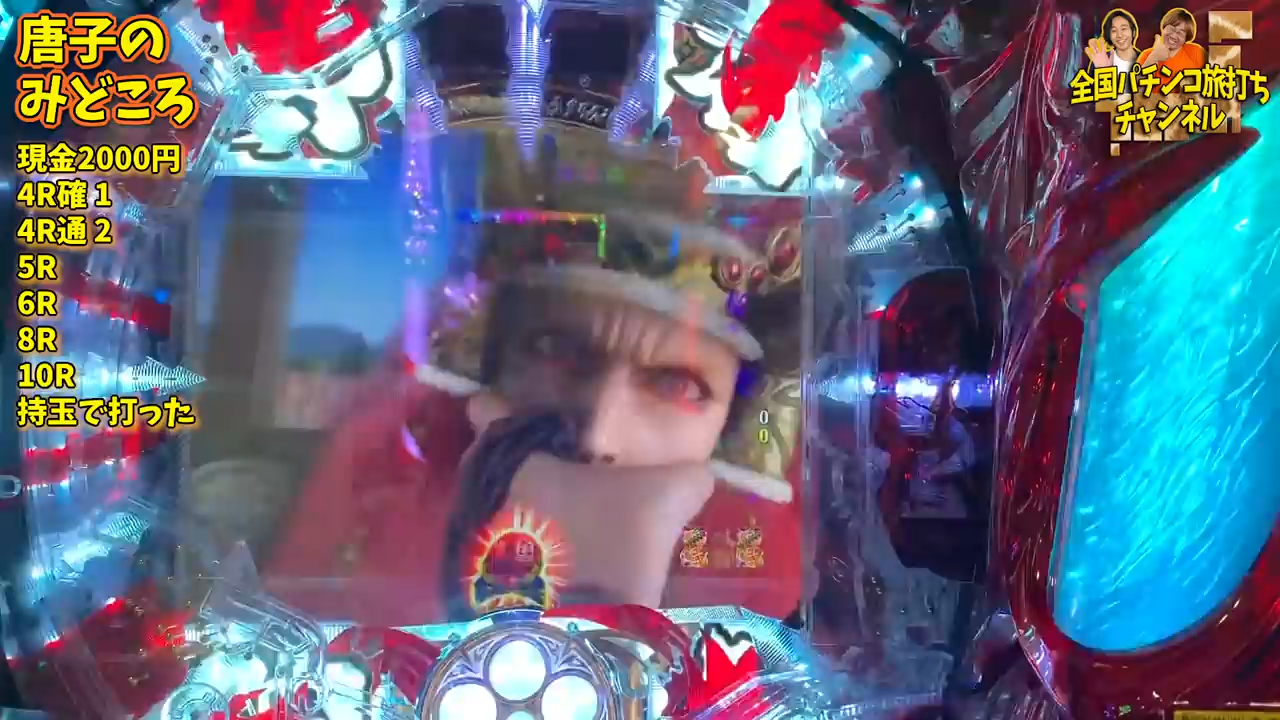 唐子の
みどころ
現金2000円
4R確 1
4R通 2
5R
6R
8R
10R
持玉で打った
全国パチンコ旅打ち
チャンネル
0
0